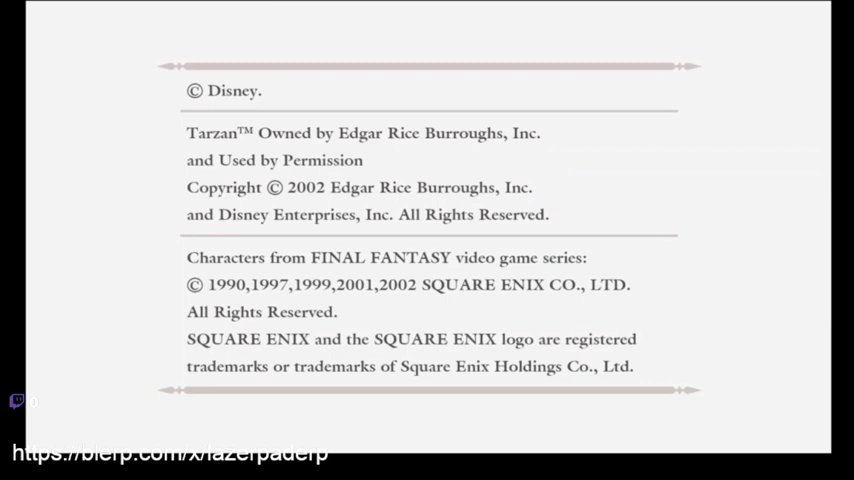 © Disney.
Tarzan™ Owned by Edgar Rice Burroughs, Inc.
and Used by Permission
Copyright © 2002 Edgar Rice Burroughs, Inc.
and Disney Enterprises, Inc. All Rights Reserved.
Characters from FINAL FANTASY video game series:
© 1990,1997,1999,2001,2002 SQUARE ENIX CO., LTD.
All Rights Reserved.
SQUARE ENIX and the SQUARE ENIX logo are registered
trademarks or trademarks of Square Enix Holdings Co., Ltd.
0
https://blerp.com/x/lazerpaderp